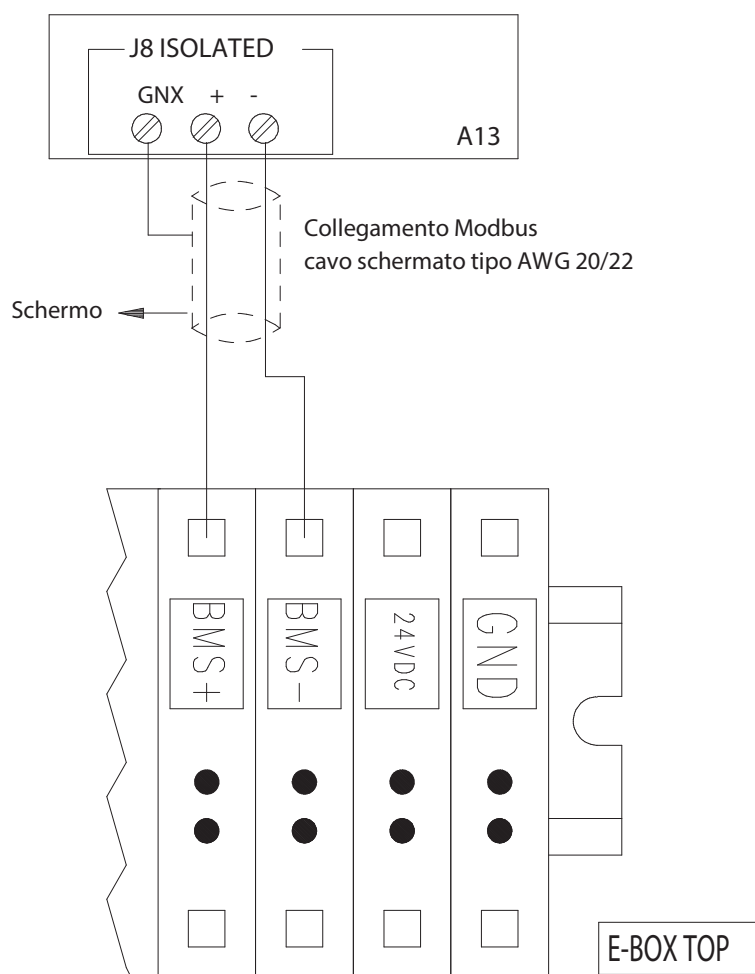 J8 ISOLATED
GNX + -
A13
Collegamento Modbus
cavo schermato tipo AWG 20/22
Schermo
BMS+
BMS-
24VDC
GND
E-BOX TOP